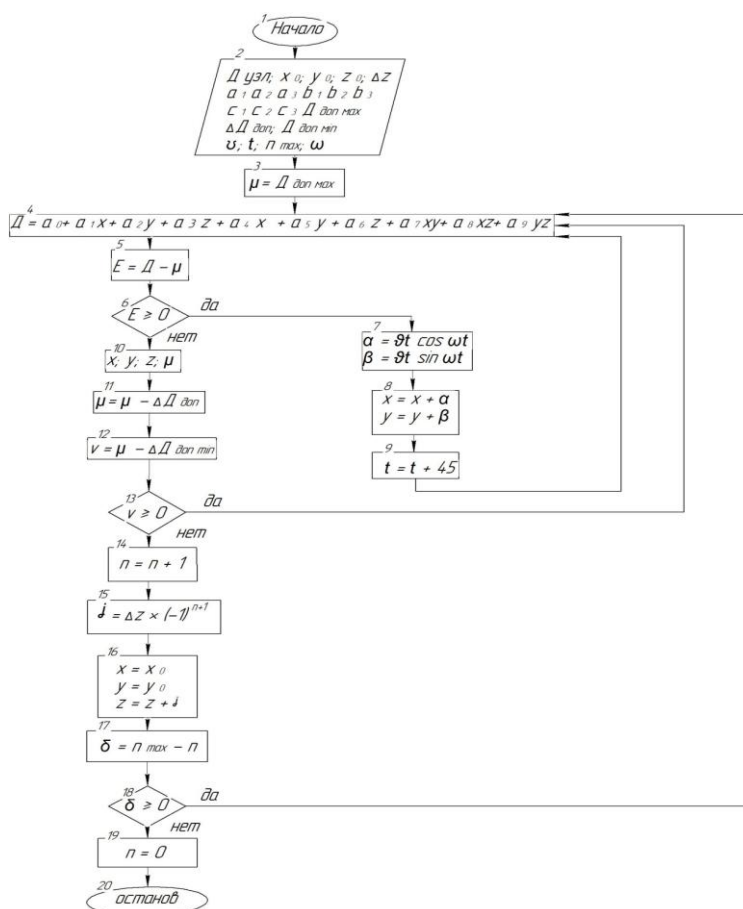 1
Начало
2
Д узл; x 0; y 0; z 0; Δz
a 1 a 2 a 3 b 1 b 2 b 3
c 1 c 2 c 3 Д доп max
ΔД доп; Д доп min
υ; t; n max; ω
3
μ = Д доп max
4
Д = a 0 + a 1 x + a 2 y + a 3 z + a 4 x + a 5 y + a 6 z + a 7 xy + a 8 xz + a 9 yz
5
E = Д − μ
6
E ≥ 0
да
нет
7
α = ϑt cos ωt
β = ϑt sin ωt
8
x = x + α
y = y + β
9
t = t + 45
10
x; y; z; μ
11
μ = μ − ΔД доп
12
v = μ − ΔД доп min
13
v ≥ 0
да
нет
14
n = n + 1
15
j = Δz × (−1)ⁿ⁺¹
16
x = x 0
y = y 0
z = z + j
17
δ = n max − n
18
δ ≥ 0
да
нет
19
n = 0
20
останов